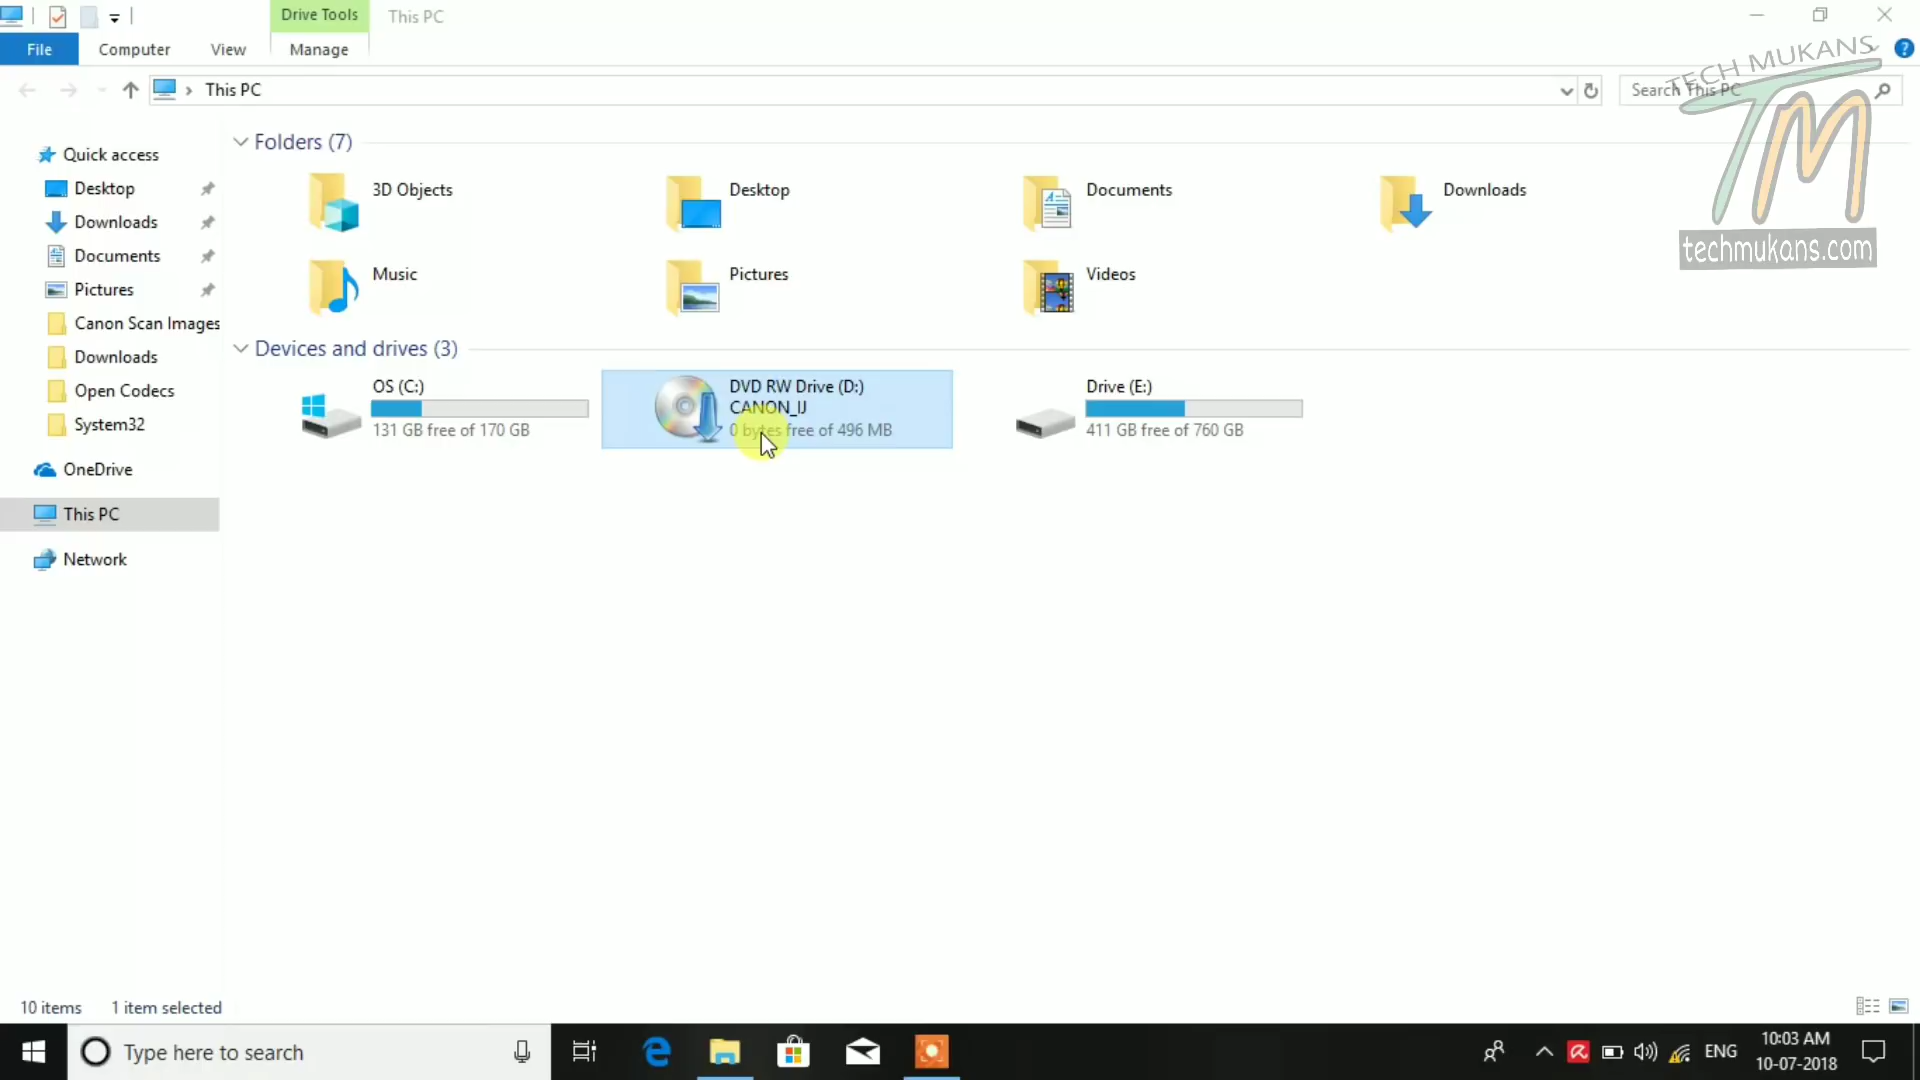 Drive Tools
This PC
File
Computer
View
Manage
This PC
Search This PC
TECH MUKANS
TM
techmukans.com
Quick access
Desktop
Downloads
Documents
Pictures
Canon Scan Images
Downloads
Open Codecs
System32
OneDrive
This PC
Network
Folders (7)
3D Objects
Desktop
Documents
Downloads
Music
Pictures
Videos
Devices and drives (3)
OS (C:)
131 GB free of 170 GB
DVD RW Drive (D:)
CANON_IJ
0 bytes free of 496 MB
Drive (E:)
411 GB free of 760 GB
10 items
1 item selected
Type here to search
ENG
10:03 AM
10-07-2018